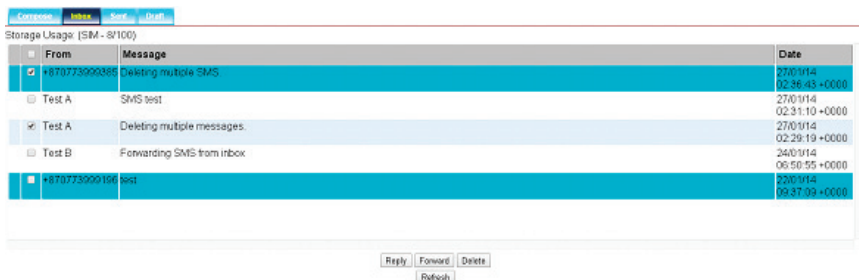 Compose Inbox Sent Draft
Storage Usage: (SIM - 8/100)
From Message Date
+870773999385 Deleting multiple SMS. 27/01/14
02:36:43 +0000
Test A SMS test 27/01/14
02:31:10 +0000
Test A Deleting multiple messages. 27/01/14
02:29:19 +0000
Test B Forwarding SMS from inbox 24/01/14
06:50:55 +0000
+870773999196 test 22/01/14
09:37:09 +0000
Reply Forward Delete
Refresh